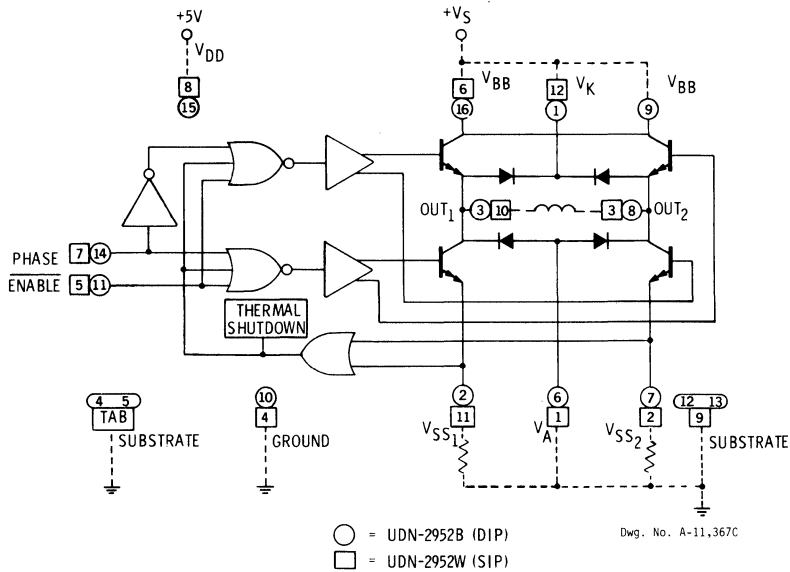 +5V
V_DD
8
15
+V_S
V_BB
6
16
12
V_K
1
V_BB
9
OUT_1
3
10
3
8
OUT_2
PHASE
7
14
ENABLE
5
11
THERMAL
SHUTDOWN
4 5
TAB
SUBSTRATE
10
4
GROUND
2
11
V_SS1
6
1
V_A
7
2
V_SS2
12 13
9
SUBSTRATE
= UDN-2952B (DIP)
= UDN-2952W (SIP)
Dwg. No. A-11,367C